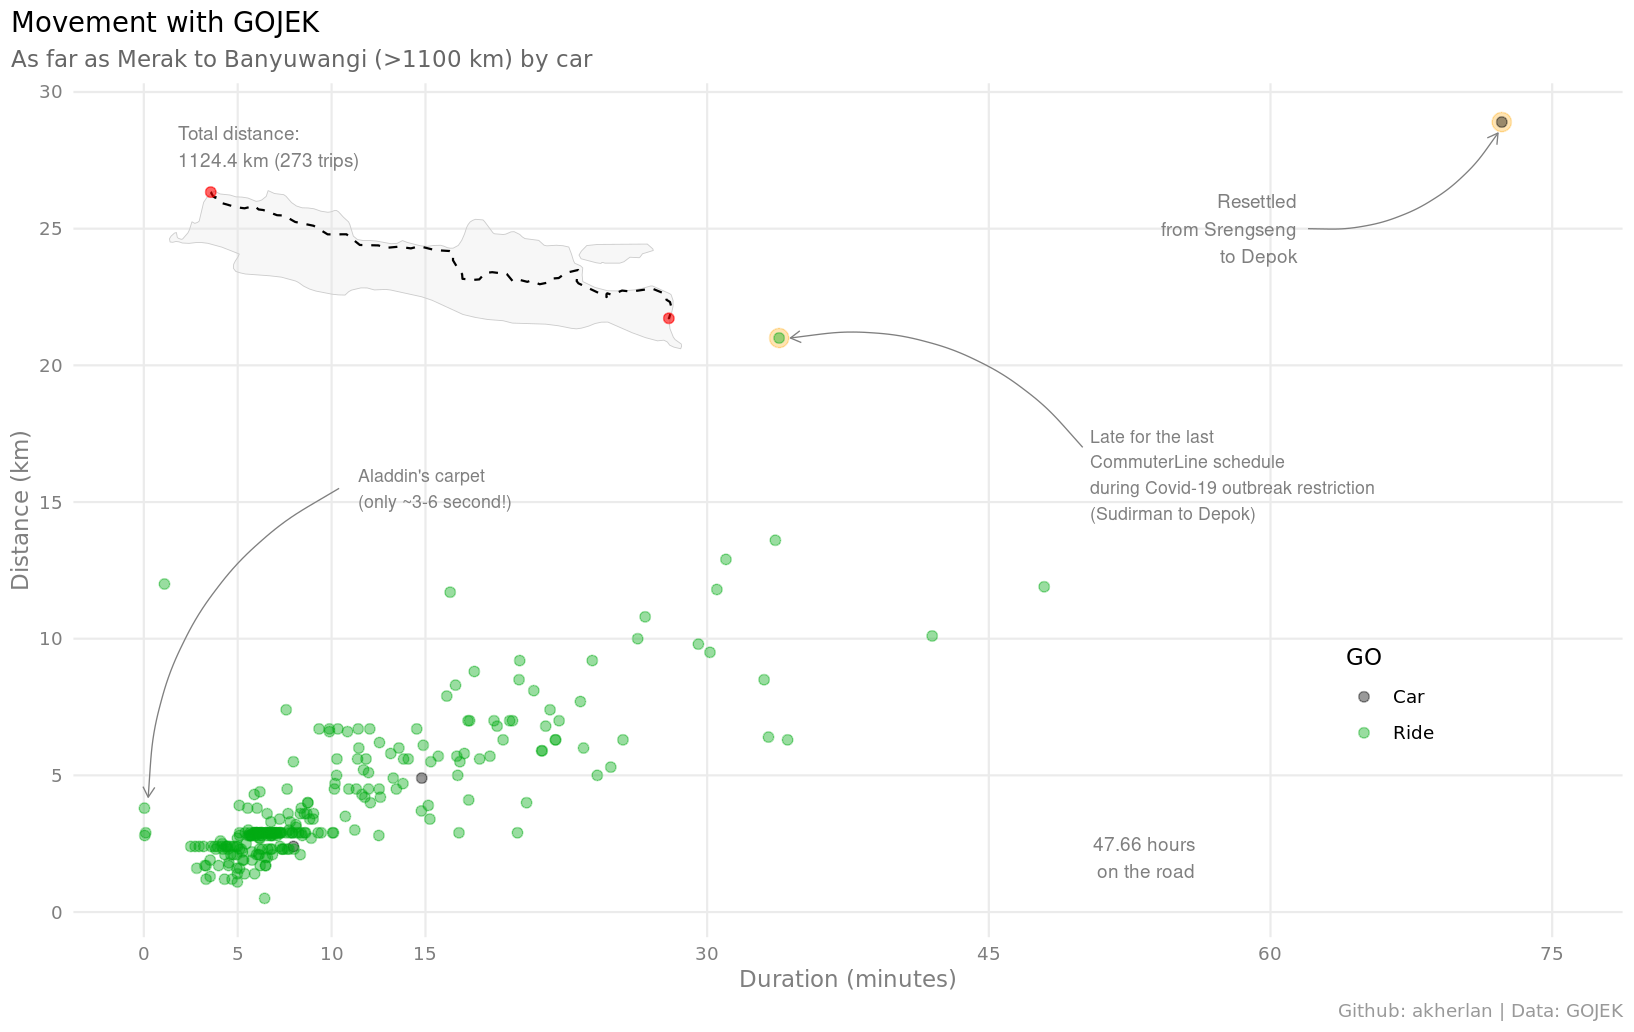 Movement with GOJEK
As far as Merak to Banyuwangi (>1100 km) by car
Total distance:
1124.4 km (273 trips)
Resettled
from Srengseng
to Depok
Late for the last
CommuterLine schedule
during Covid-19 outbreak restriction
(Sudirman to Depok)
Aladdin's carpet
(only ~3-6 second!)
GO
Car
Ride
47.66 hours
on the road
Distance (km)
30
25
20
15
10
5
0
0 5 10 15 30 45 60 75
Duration (minutes)
Github: akherlan | Data: GOJEK